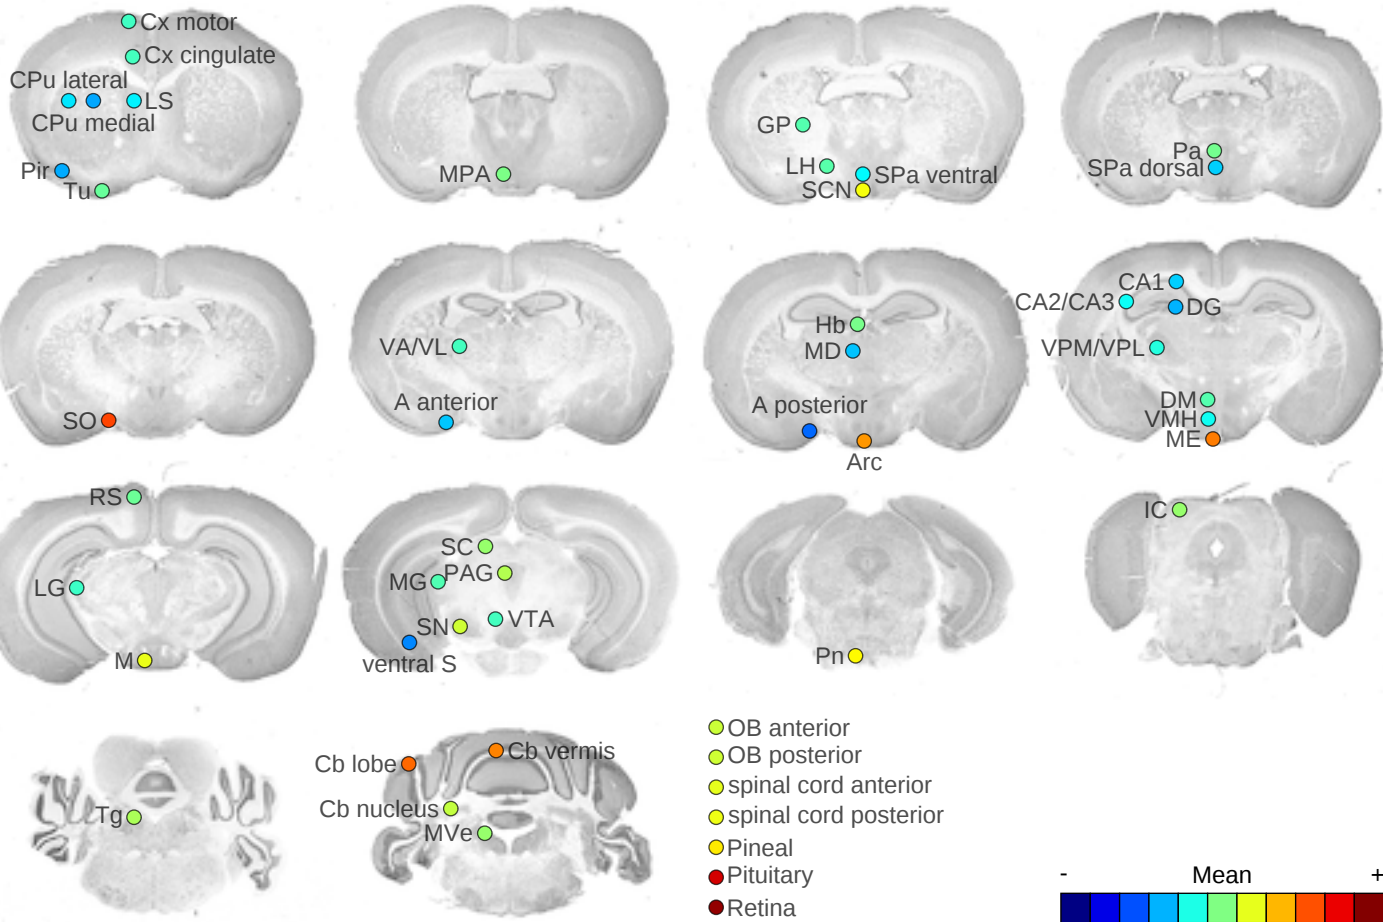 Cx motor
Cx cingulate
CPu lateral
LS
CPu medial
Pir
Tu
MPA
GP
LH
SPa ventral
SCN
Pa
SPa dorsal
SO
VA/VL
A anterior
Hb
MD
A posterior
Arc
CA1
CA2/CA3
DG
VPM/VPL
DM
VMH
ME
RS
LG
M
SC
PAG
MG
SN
VTA
ventral S
Pn
IC
Tg
Cb lobe
Cb vermis
Cb nucleus
MVe
OB anterior
OB posterior
spinal cord anterior
spinal cord posterior
Pineal
Pituitary
Retina
- Mean +